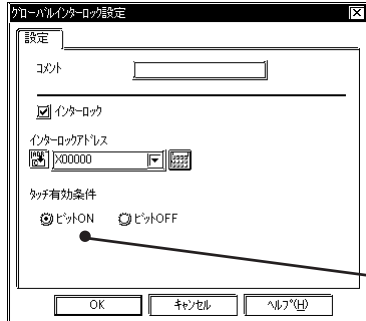 グローバルインターロック設定
設定
コメント
インターロック
インターロックアドレス
X00000
タッチ有効条件
ビットON ビットOFF
OK キャンセル ヘルプ(H)